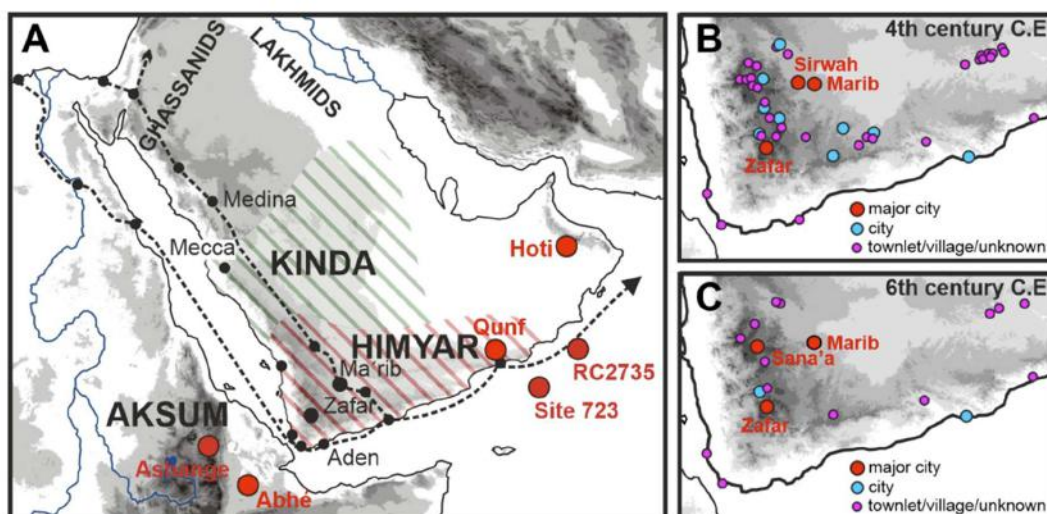 A
GHASSANIDS
LAKHMIDS
Medina
Mecca
KINDA
Hoti
HIMYAR
Qunf
Ma'rib
RC2735
Zafar
Site 723
AKSUM
Aden
Ashange
Abhe
B
4th century C.E
Sirwah
Marib
Zafar
major city
city
townlet/village/unknown
C
6th century C.E
Marib
Sana'a
Zafar
major city
city
townlet/village/unknown